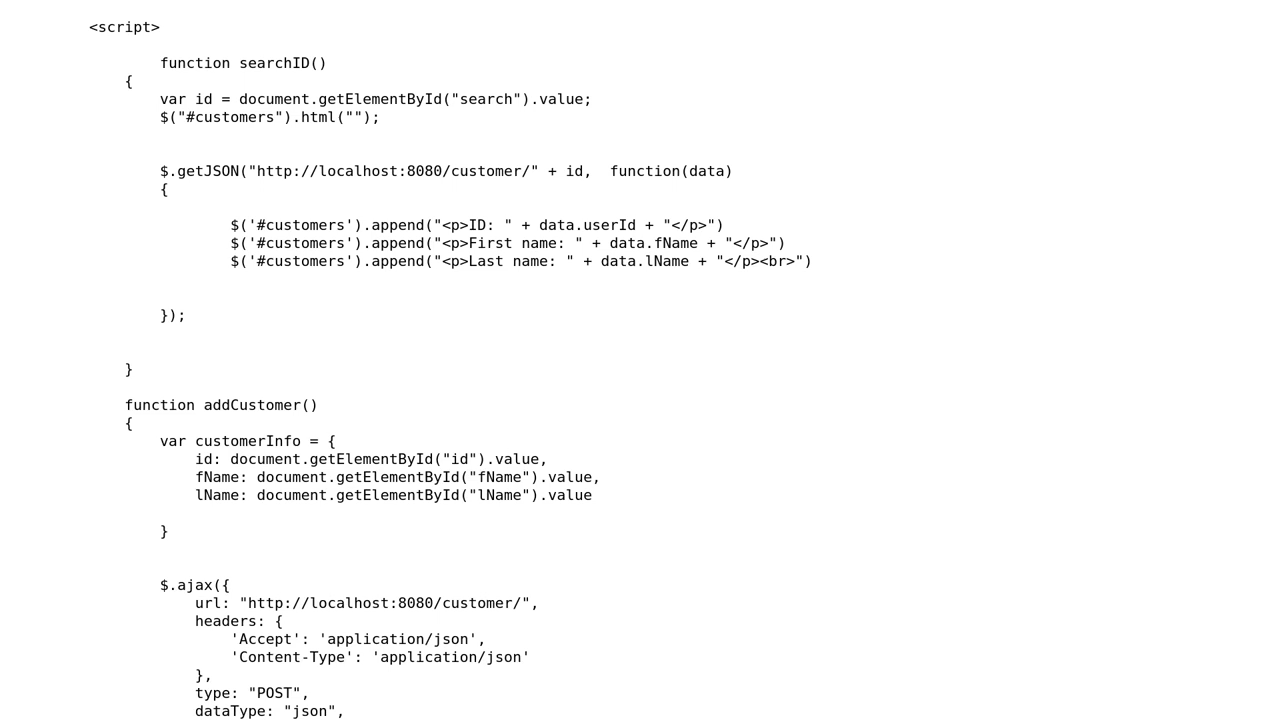 <script>
function searchID()
{
var id = document.getElementById("search").value;
$("#customers").html("");
$.getJSON("http://localhost:8080/customer/" + id,  function(data)
{
$('#customers').append("<p>ID: " + data.userId + "</p>")
$('#customers').append("<p>First name: " + data.fName + "</p>")
$('#customers').append("<p>Last name: " + data.lName + "</p><br>")
});
}
function addCustomer()
{
var customerInfo = {
id: document.getElementById("id").value,
fName: document.getElementById("fName").value,
lName: document.getElementById("lName").value
}
$.ajax({
url: "http://localhost:8080/customer/",
headers: {
'Accept': 'application/json',
'Content-Type': 'application/json'
},
type: "POST",
dataType: "json",